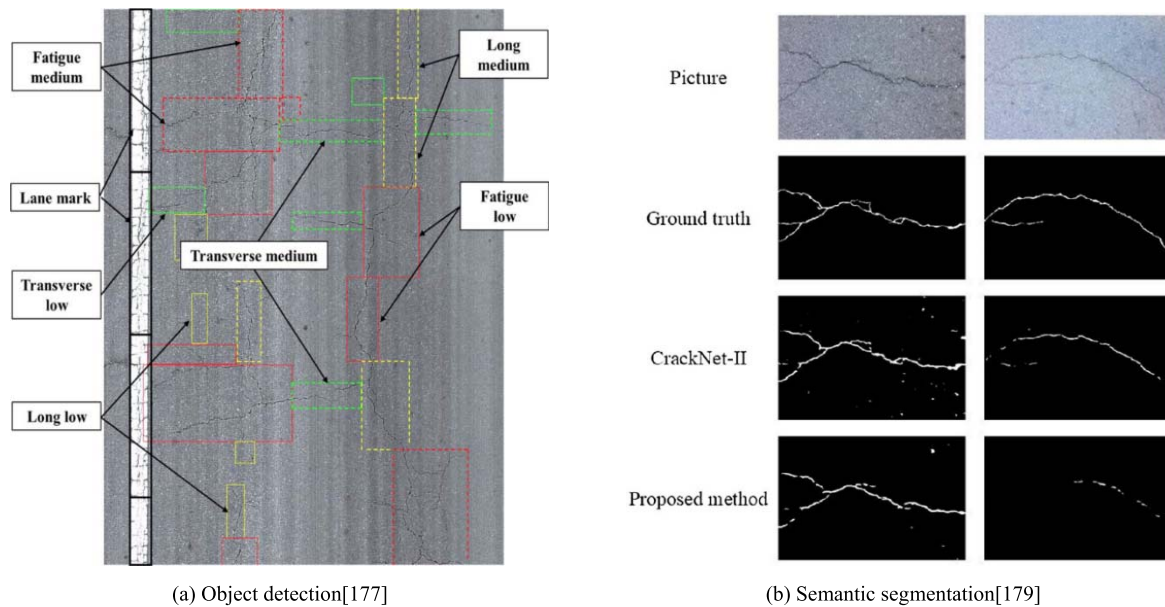 Fatigue
medium
Long
medium
Lane mark
Fatigue
low
Transverse medium
Transverse
low
Long low
(a) Object detection[177]
Picture
Ground truth
CrackNet-II
Proposed method
(b) Semantic segmentation[179]